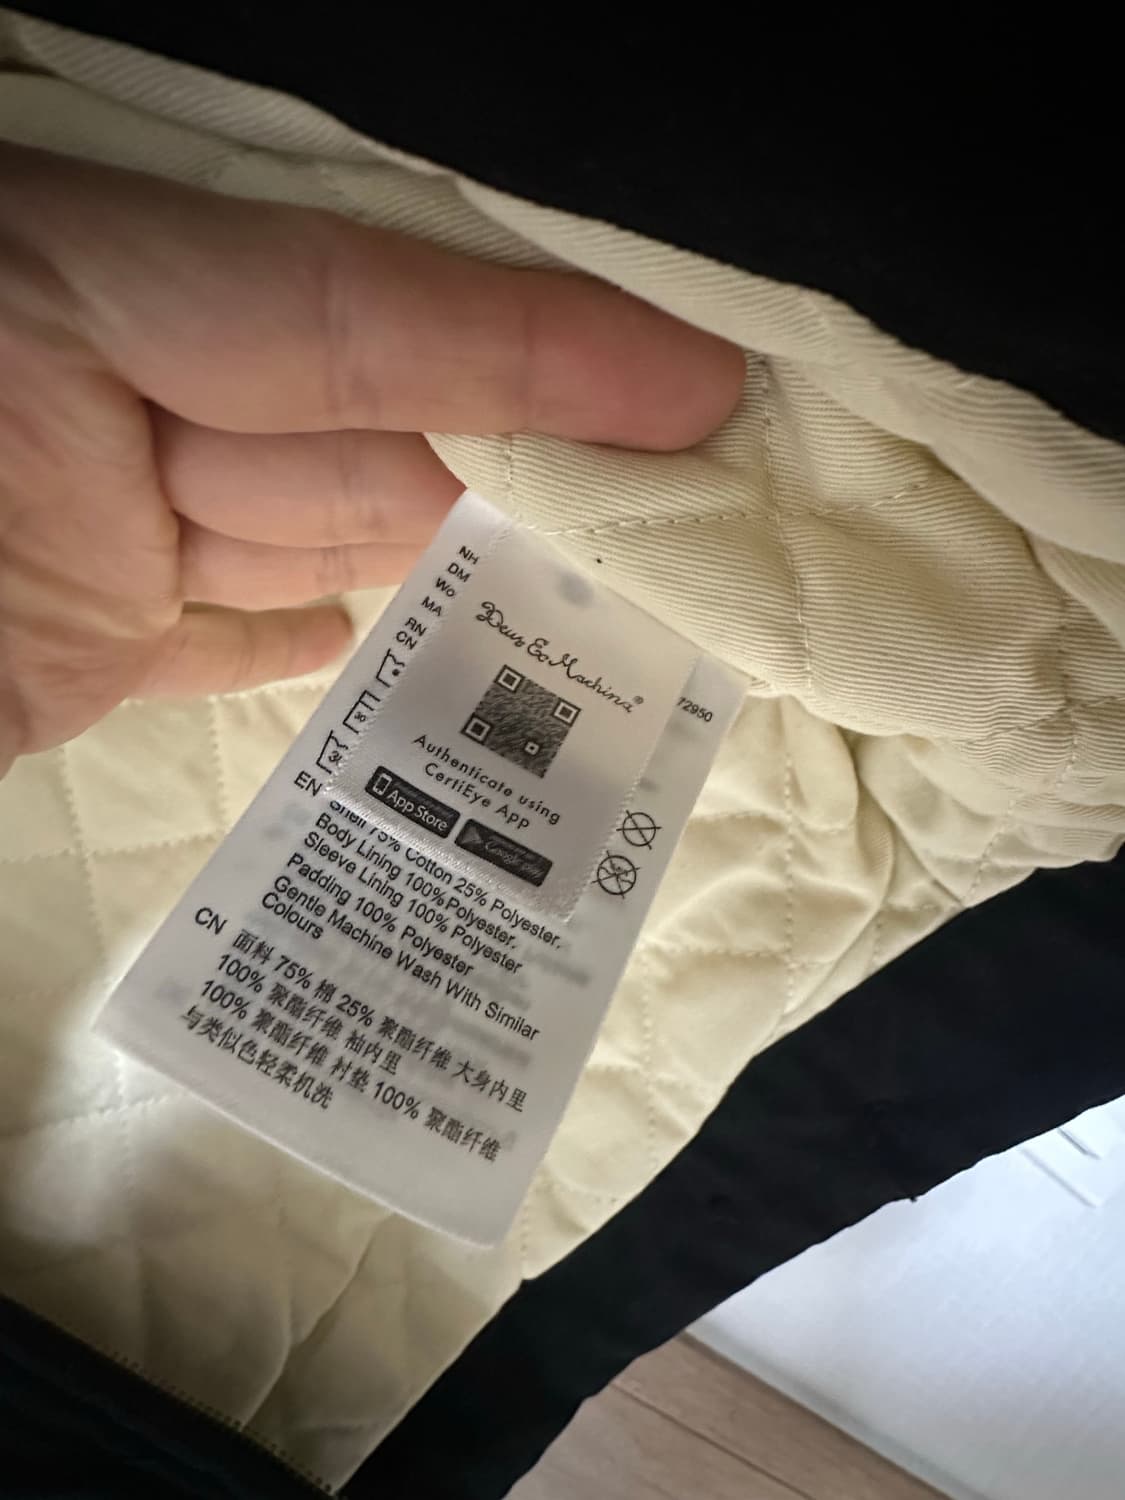 NH
DM
Wo
MA
RN
CN
72950
Deus Ex Machina®
Authenticate using
CertiEye App
App Store
Google Play
30
30
EN
Shell 75% Cotton 25% Polyester,
Body Lining 100%Polyester,
Sleeve Lining 100% Polyester
Padding 100% Polyester
Gentle Machine Wash With Similar
Colours
CN
面料 75% 棉 25% 聚酯纤维 大身内里
100% 聚酯纤维 袖内里
100% 聚酯纤维 衬垫 100% 聚酯纤维
与类似色轻柔机洗